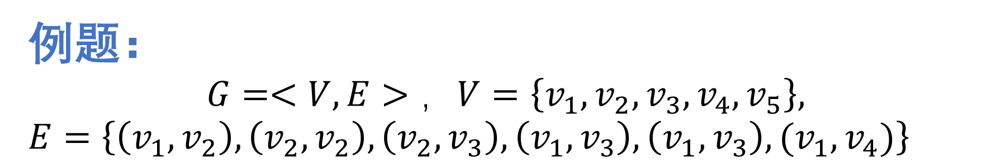 例题:
G =< V, E > , V = {v₁, v₂, v₃, v₄, v₅},
E = {(v₁, v₂), (v₂, v₂), (v₂, v₃), (v₁, v₃), (v₁, v₃), (v₁, v₄)}